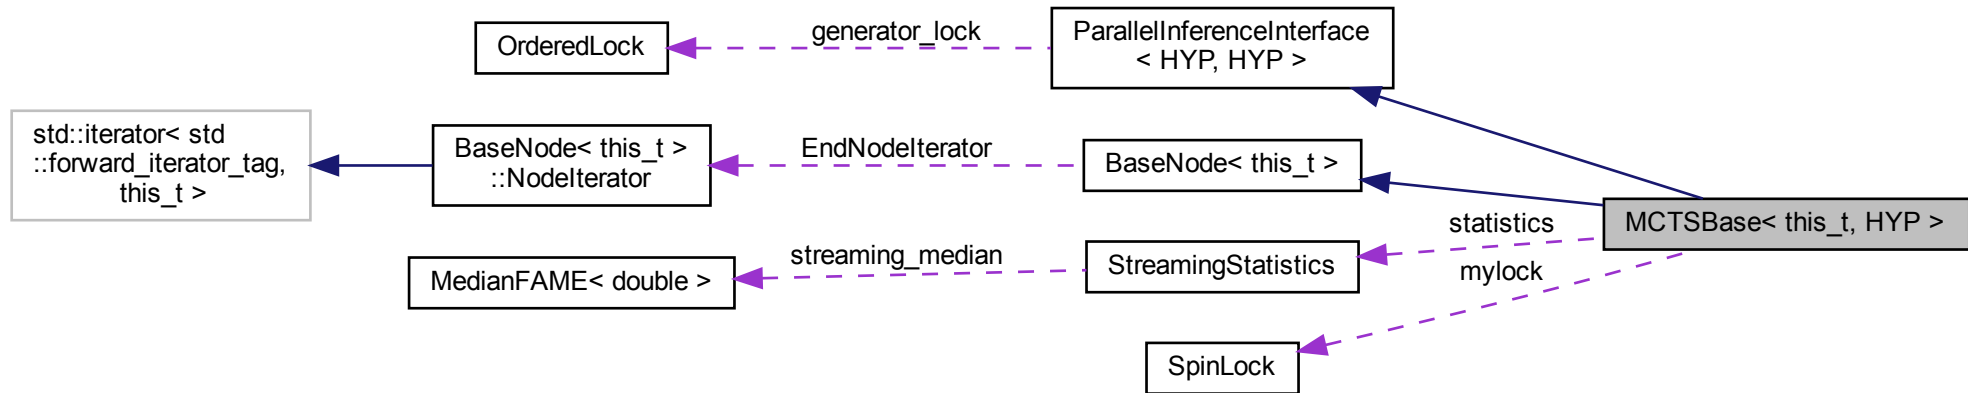 OrderedLock
generator_lock
ParallelInferenceInterface
< HYP, HYP >
std::iterator< std
::forward_iterator_tag,
this_t >
BaseNode< this_t >
::NodeIterator
EndNodeIterator
BaseNode< this_t >
MCTSBase< this_t, HYP >
statistics
MedianFAME< double >
streaming_median
StreamingStatistics
mylock
SpinLock